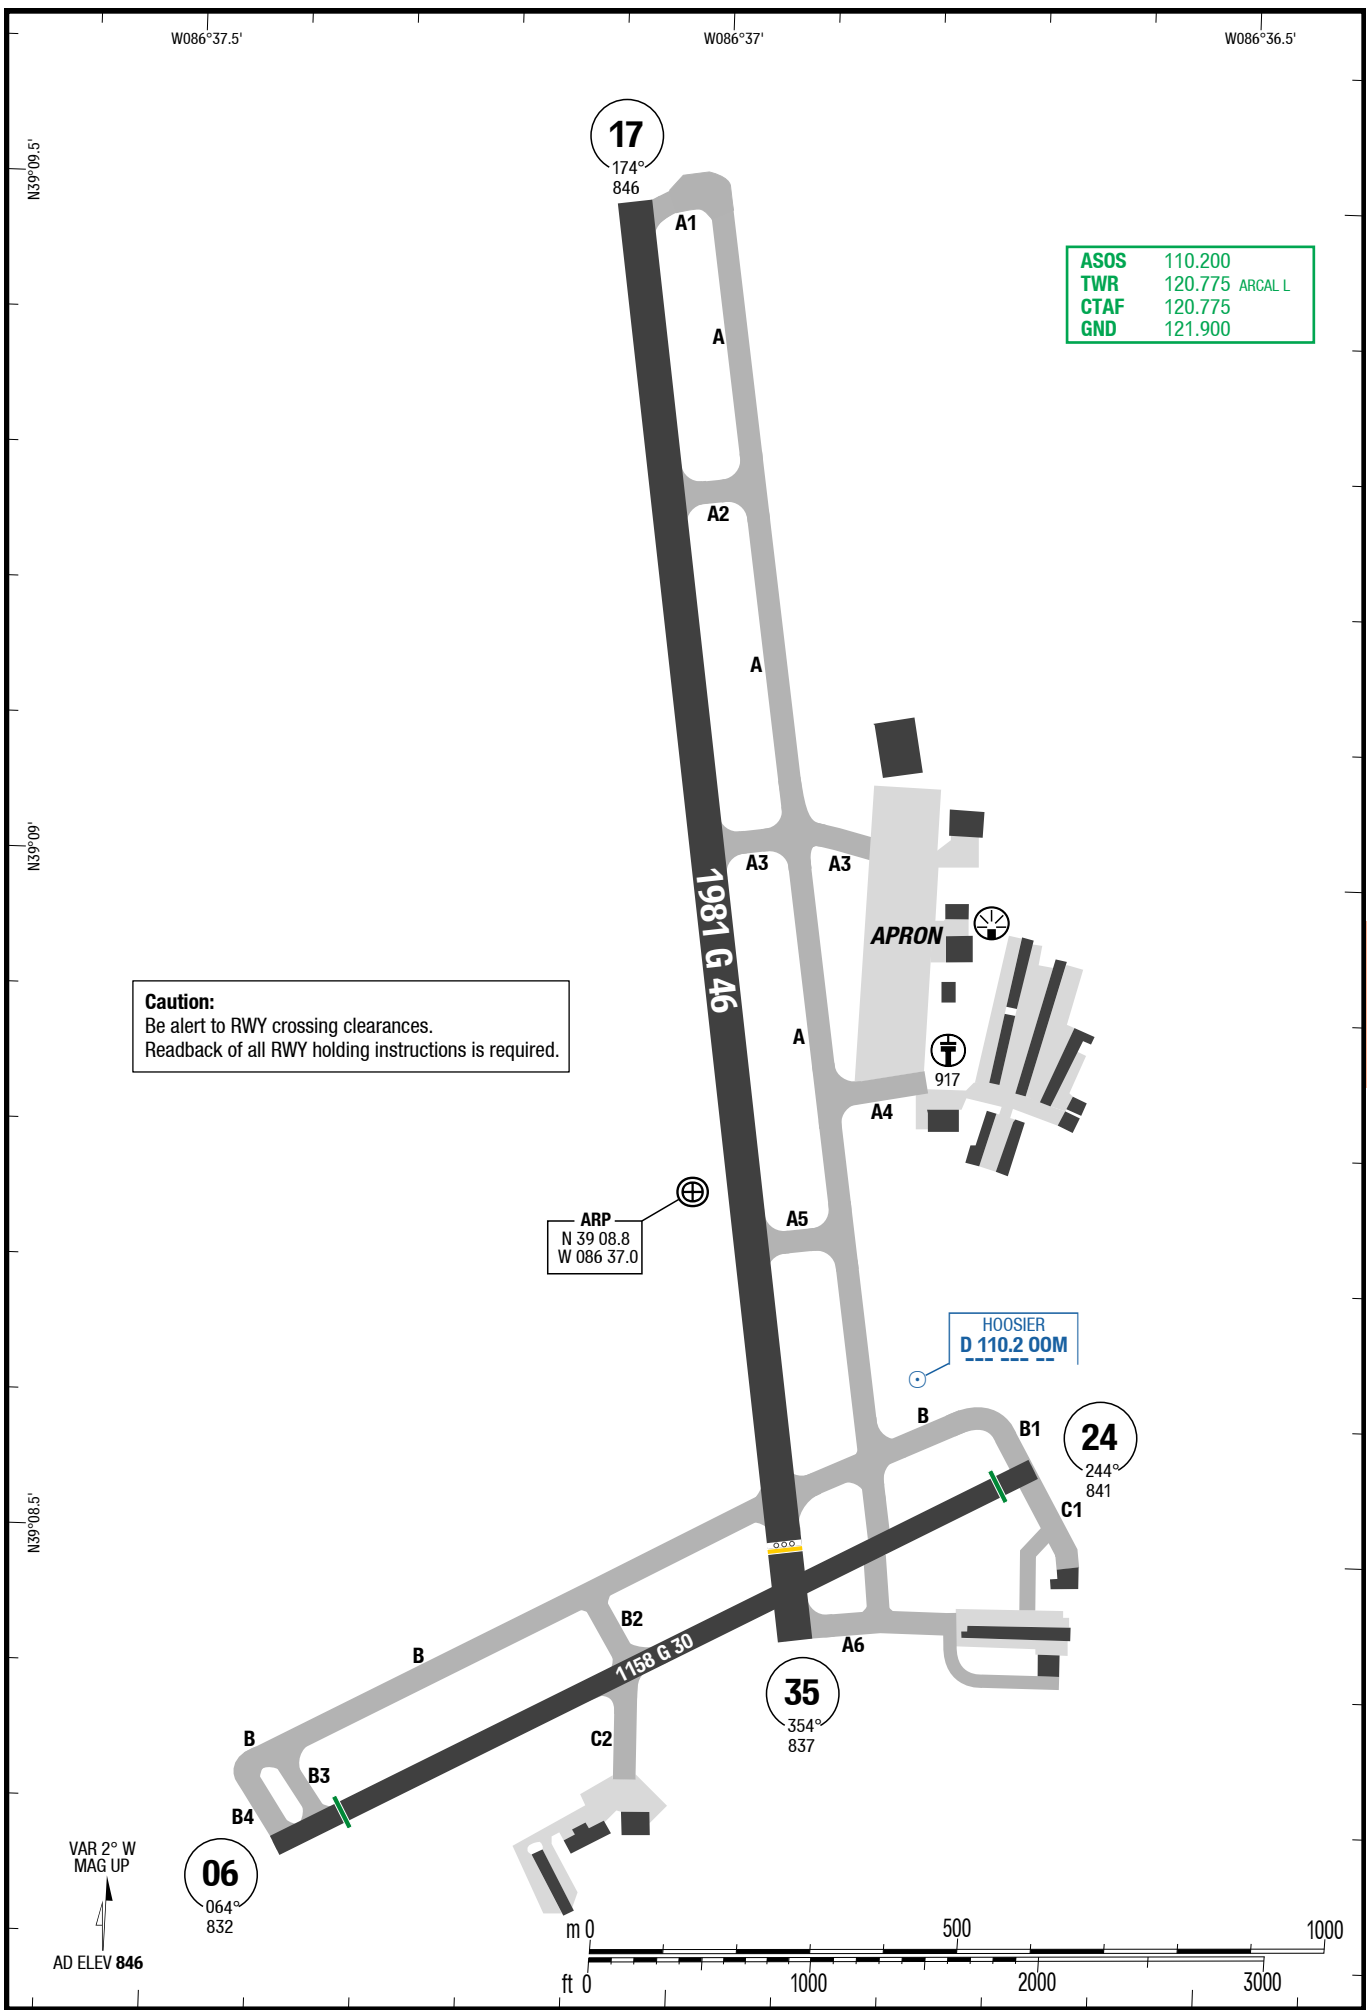 W086°37.5'
W086°37'
W086°36.5'
N39°09.5'
17
174°
846
A1
ASOS 110.200
TWR 120.775 ARCAL L
CTAF 120.775
GND 121.900
A
A2
A
N39°09'
A3
A3
1981 G 46
APRON
Caution:
Be alert to RWY crossing clearances.
Readback of all RWY holding instructions is required.
A
917
A4
ARP
N 39 08.8
W 086 37.0
A5
HOOSIER
D 110.2 OOM
B
B1
24
244°
841
C1
N39°08.5'
B2
A6
B
1158 G 30
35
354°
837
C2
B
B3
B4
06
064°
832
VAR 2° W
MAG UP
AD ELEV 846
m 0 500 1000
ft 0 1000 2000 3000